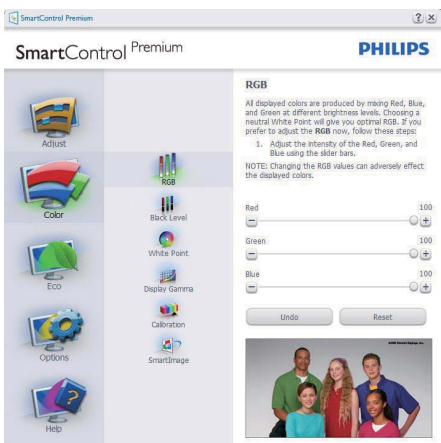 SmartControl Premium
SmartControl Premium
PHILIPS
Adjust
Color
Eco
Options
Help
RGB
Black Level
White Point
Display Gamma
Calibration
SmartImage
RGB
All displayed colors are produced by mixing Red, Blue,
and Green at different brightness levels. Choosing a
neutral White Point will give you optimal RGB. If you
prefer to adjust the RGB now, follow these steps:
1. Adjust the intensity of the Red, Green, and
Blue using the slider bars.
NOTE: Changing the RGB values can adversely effect
the displayed colors.
Red 100
Green 100
Blue 100
Undo Reset